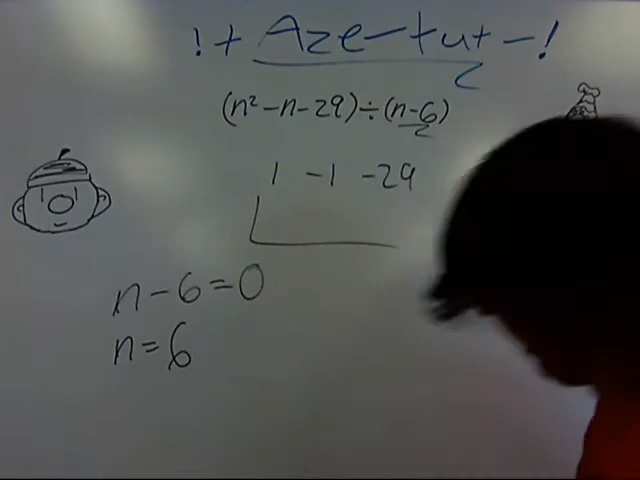 !+ Aze-tut-!
(n²-n-29)÷(n-6)
1 -1 -29
n-6=0
n=6